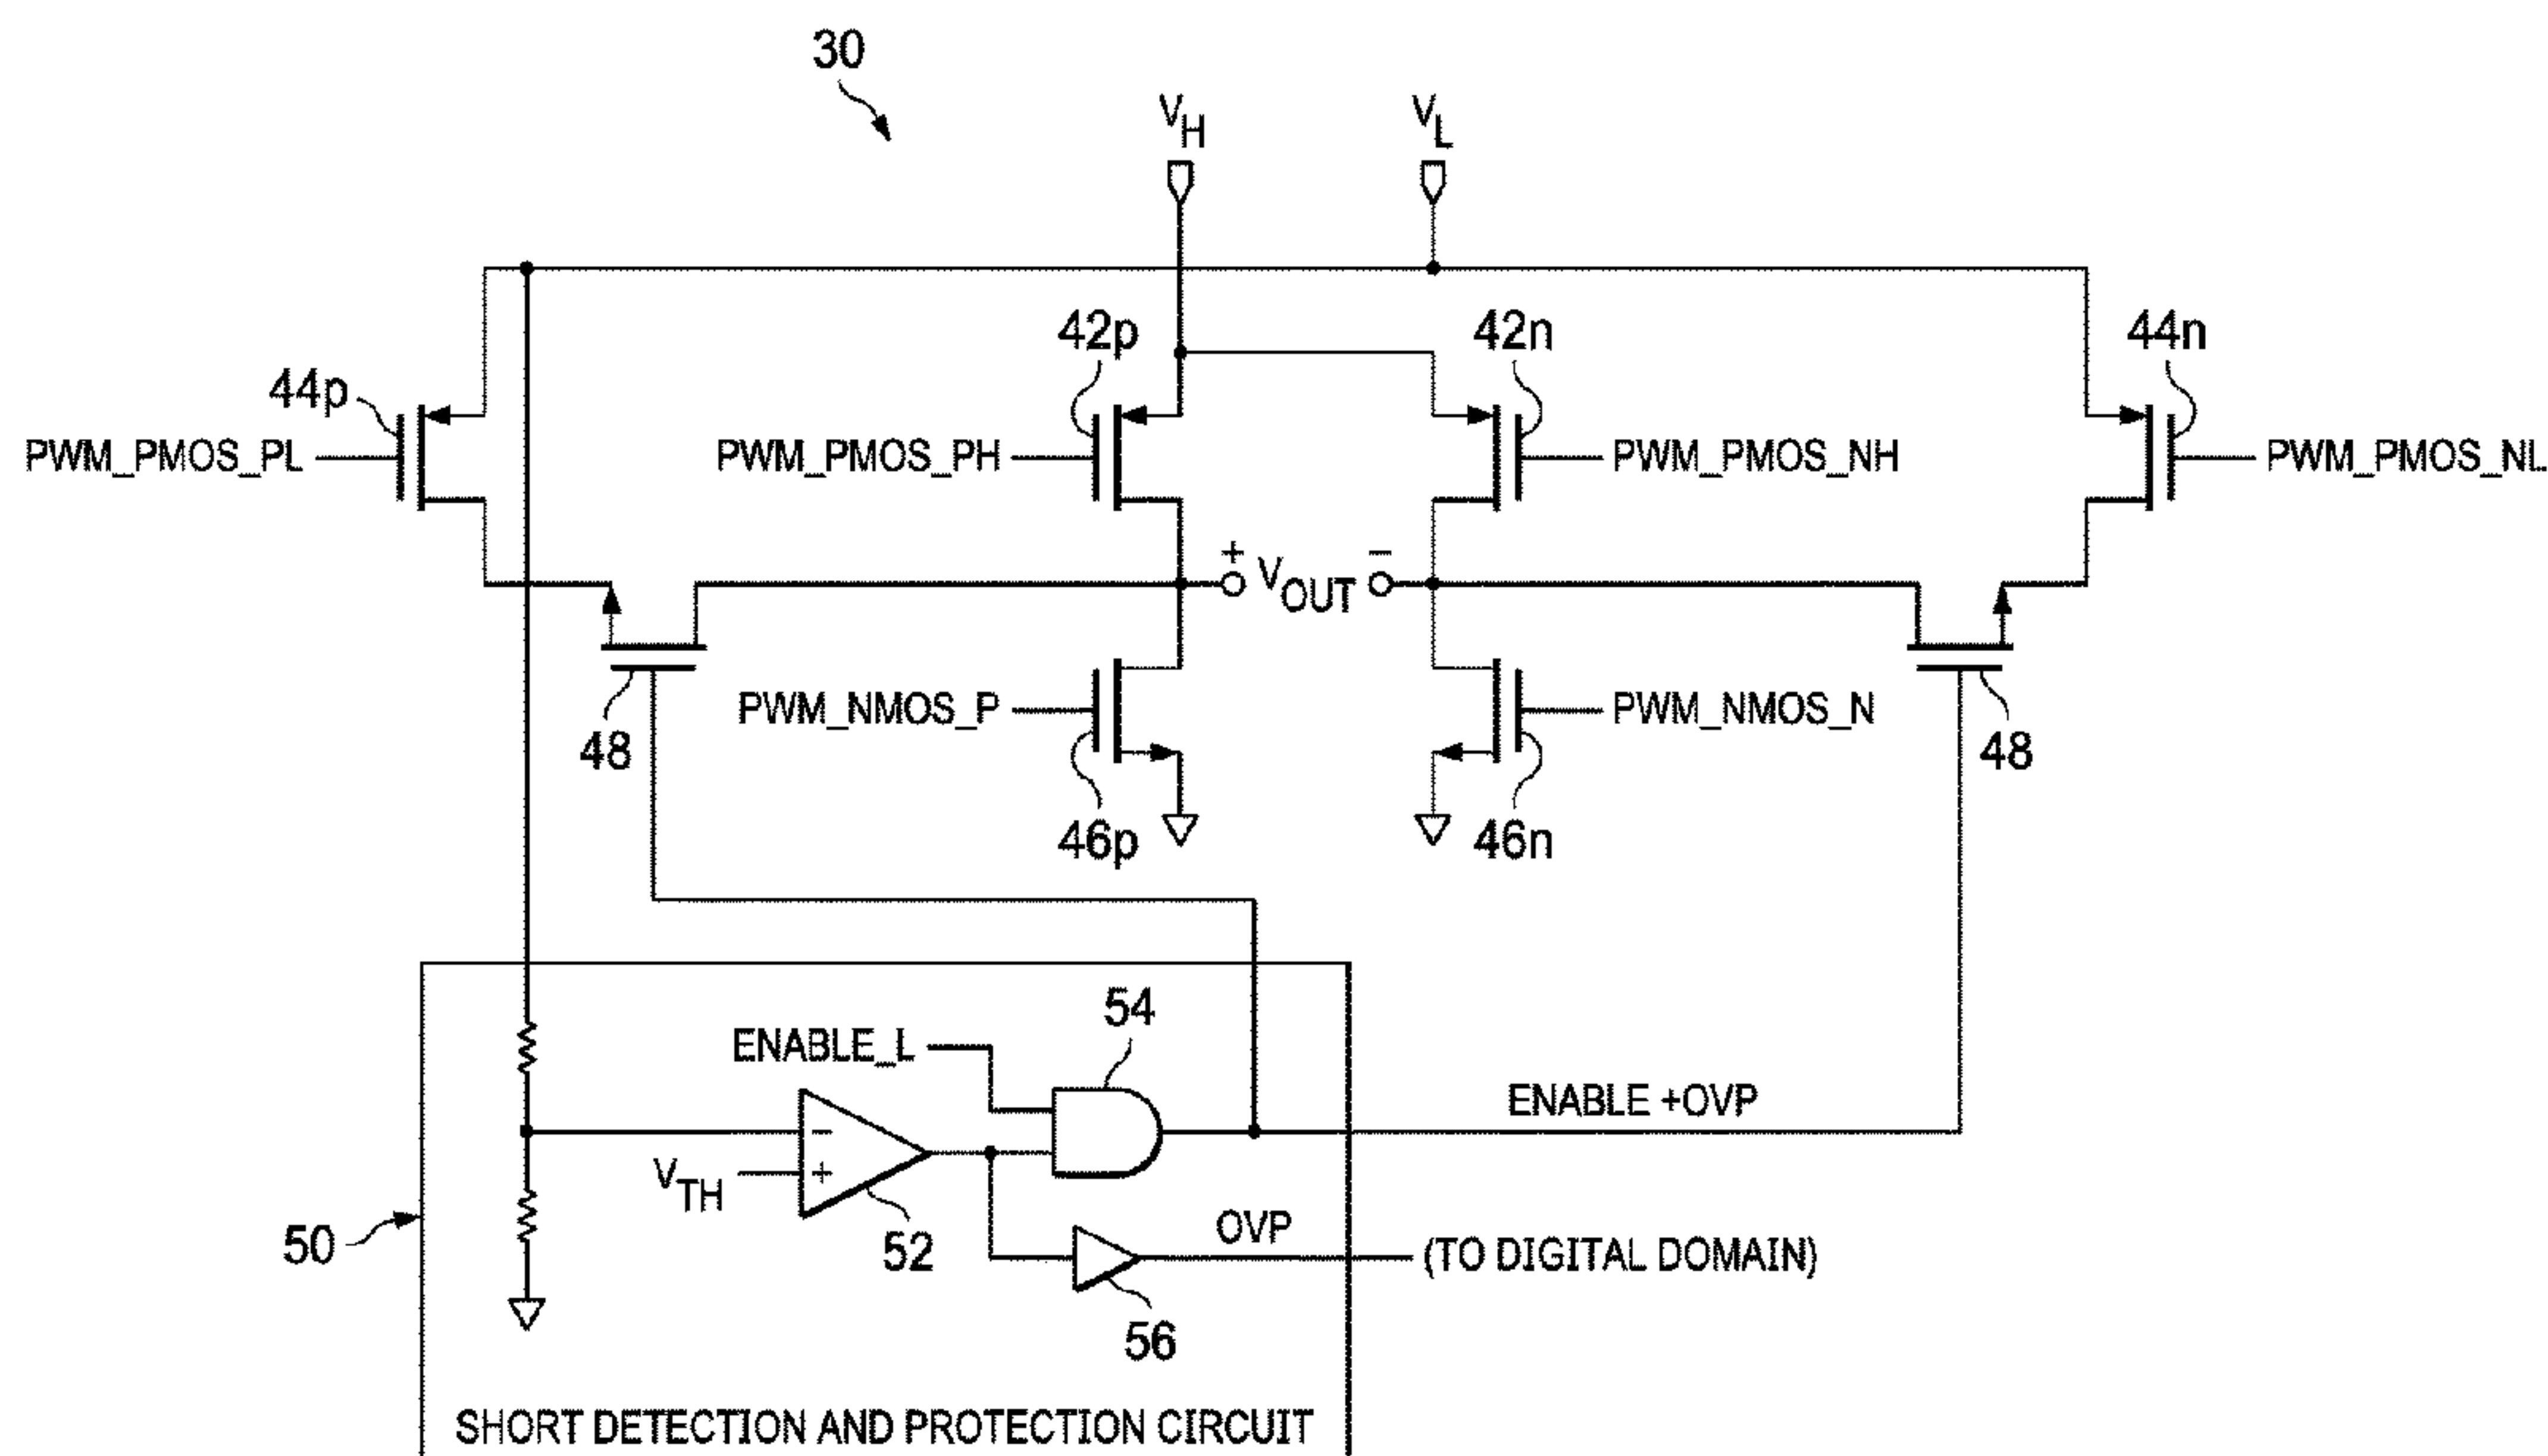 30
VH
VL
42p
42n
44n
44p
PWM_PMOS_PL
PWM_PMOS_PH
PWM_PMOS_NH
PWM_PMOS_NL
+
VOUT
−
48
PWM_NMOS_P
PWM_NMOS_N
48
46p
46n
54
ENABLE_L
ENABLE +OVP
−
+
VTH
52
OVP
(TO DIGITAL DOMAIN)
50
56
SHORT DETECTION AND PROTECTION CIRCUIT